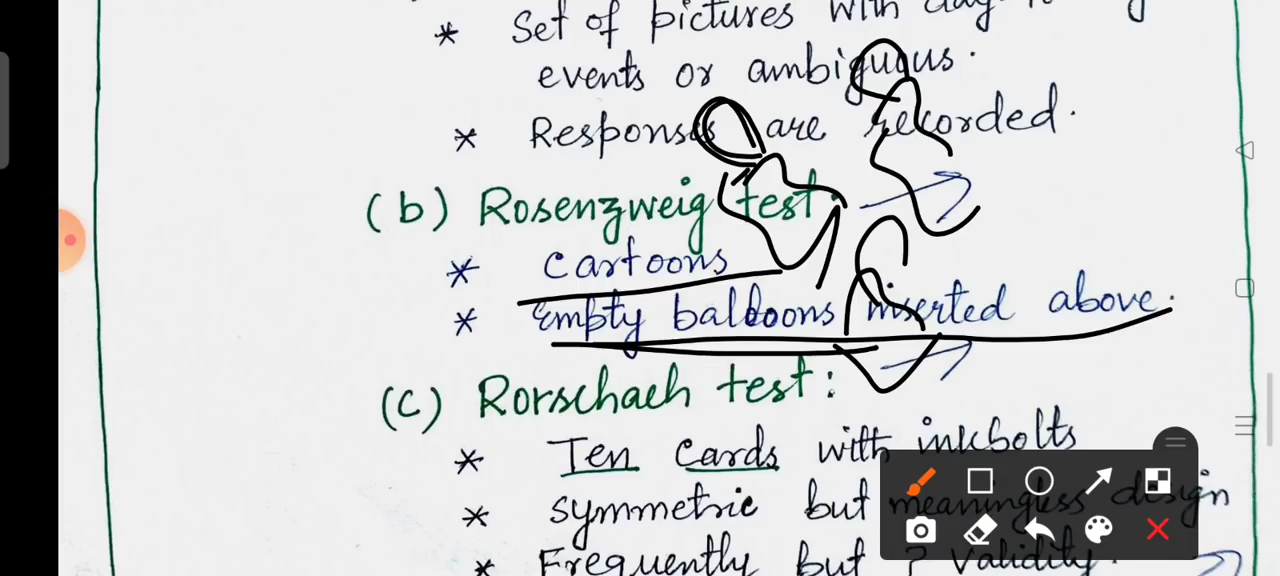 * Set of pictures with
events or ambiguous.
* Responses are recorded.
(b) Rosenzweig test:
* Cartoons
* Empty balloons inserted above.
(c) Rorschach test:
* Ten Cards with inkbolts
* symmetric but meaningless design
* Frequently but ? Validity.